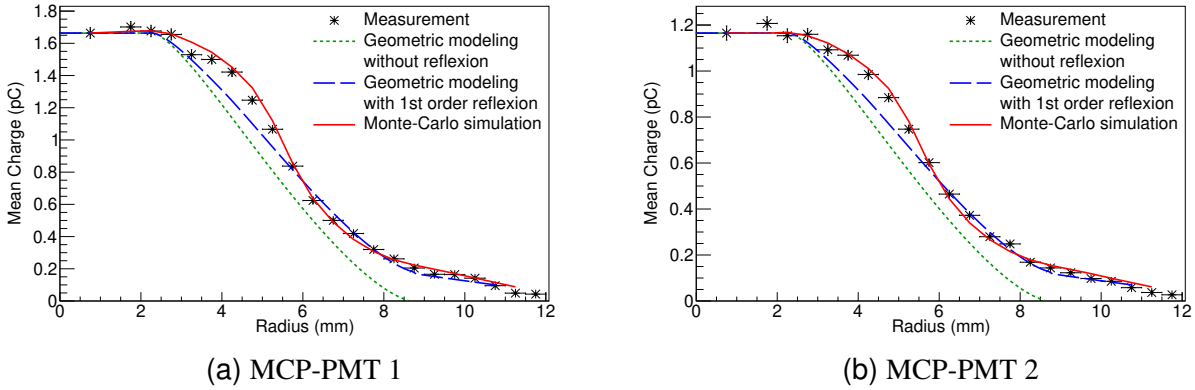 1.8
1.6
1.4
1.2
1
0.8
0.6
0.4
0.2
0
Mean Charge (pC)
0 2 4 6 8 10 12
Radius (mm)
Measurement
Geometric modeling
without reflexion
Geometric modeling
with 1st order reflexion
Monte-Carlo simulation
(a) MCP-PMT 1
1.2
1
0.8
0.6
0.4
0.2
0
Mean Charge (pC)
0 2 4 6 8 10 12
Radius (mm)
Measurement
Geometric modeling
without reflexion
Geometric modeling
with 1st order reflexion
Monte-Carlo simulation
(b) MCP-PMT 2